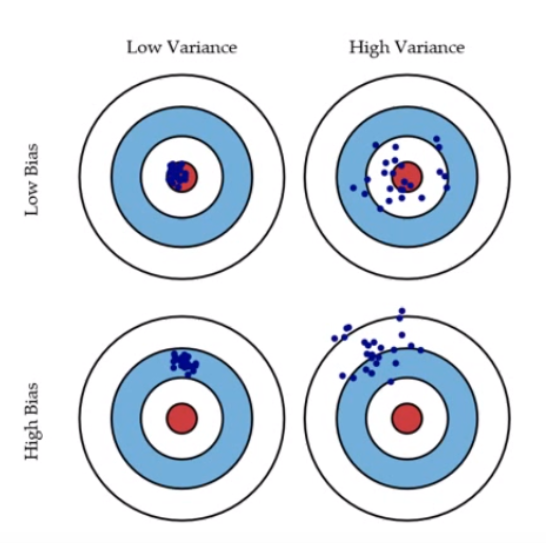 Low Variance
High Variance
Low Bias
High Bias